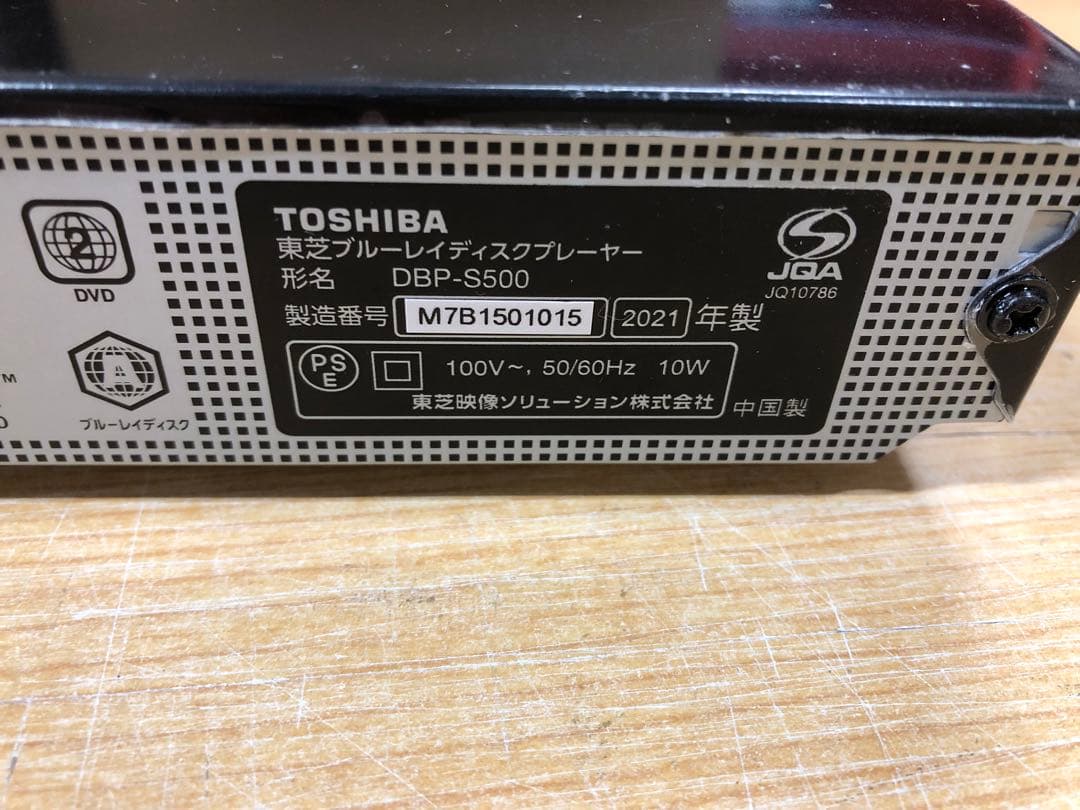 TOSHIBA
東芝ブルーレイディスクプレーヤー
形名 DBP-S500
製造番号 M7B1501015 2021 年製
PSE 100V~, 50/60Hz 10W
東芝映像ソリューション株式会社
中国製
JQA
JQ10786
2
DVD
A
ブルーレイディスク
TM